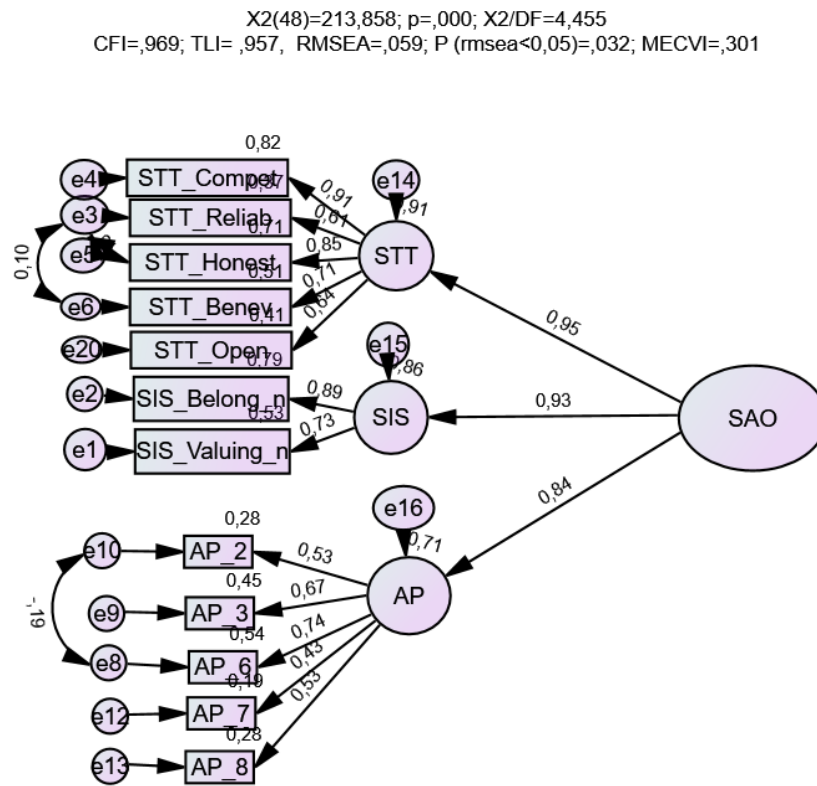 X2(48)=213,858; p=,000; X2/DF=4,455
CFI=,969; TLI= ,957, RMSEA=,059; P (rmsea<0,05)=,032; MECVI=,301
0,82
e4
STT_Compet
0,91
e14
,91
e3
STT_Reliab
0,61
0,71
e5
STT_Honest
0,85
STT
0,51
0,10
e6
STT_Benev
0,71
0,41
0,64
e20
STT_Open
0,79
e15
,86
0,95
e2
SIS_Belong_n
0,89
SIS
0,93
SAO
0,53
e1
SIS_Valuing_n
0,73
0,84
e16
,71
0,28
e10
AP_2
0,53
0,45
AP
-,19
e9
AP_3
0,67
0,54
e8
AP_6
0,74
0,19
0,43
e12
AP_7
0,53
0,28
e13
AP_8